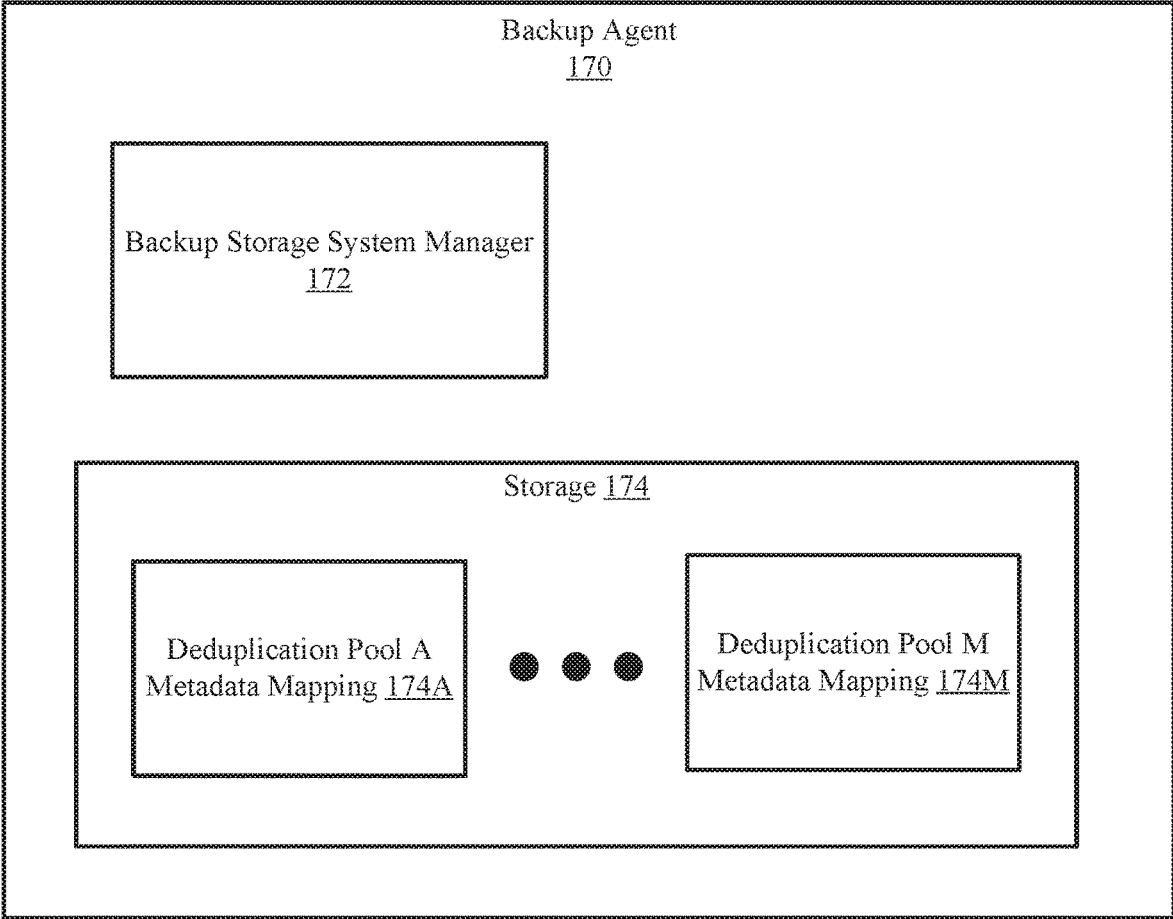 Backup Agent
170
Backup Storage System Manager
172
Storage 174
Deduplication Pool A
Metadata Mapping 174A
Deduplication Pool M
Metadata Mapping 174M